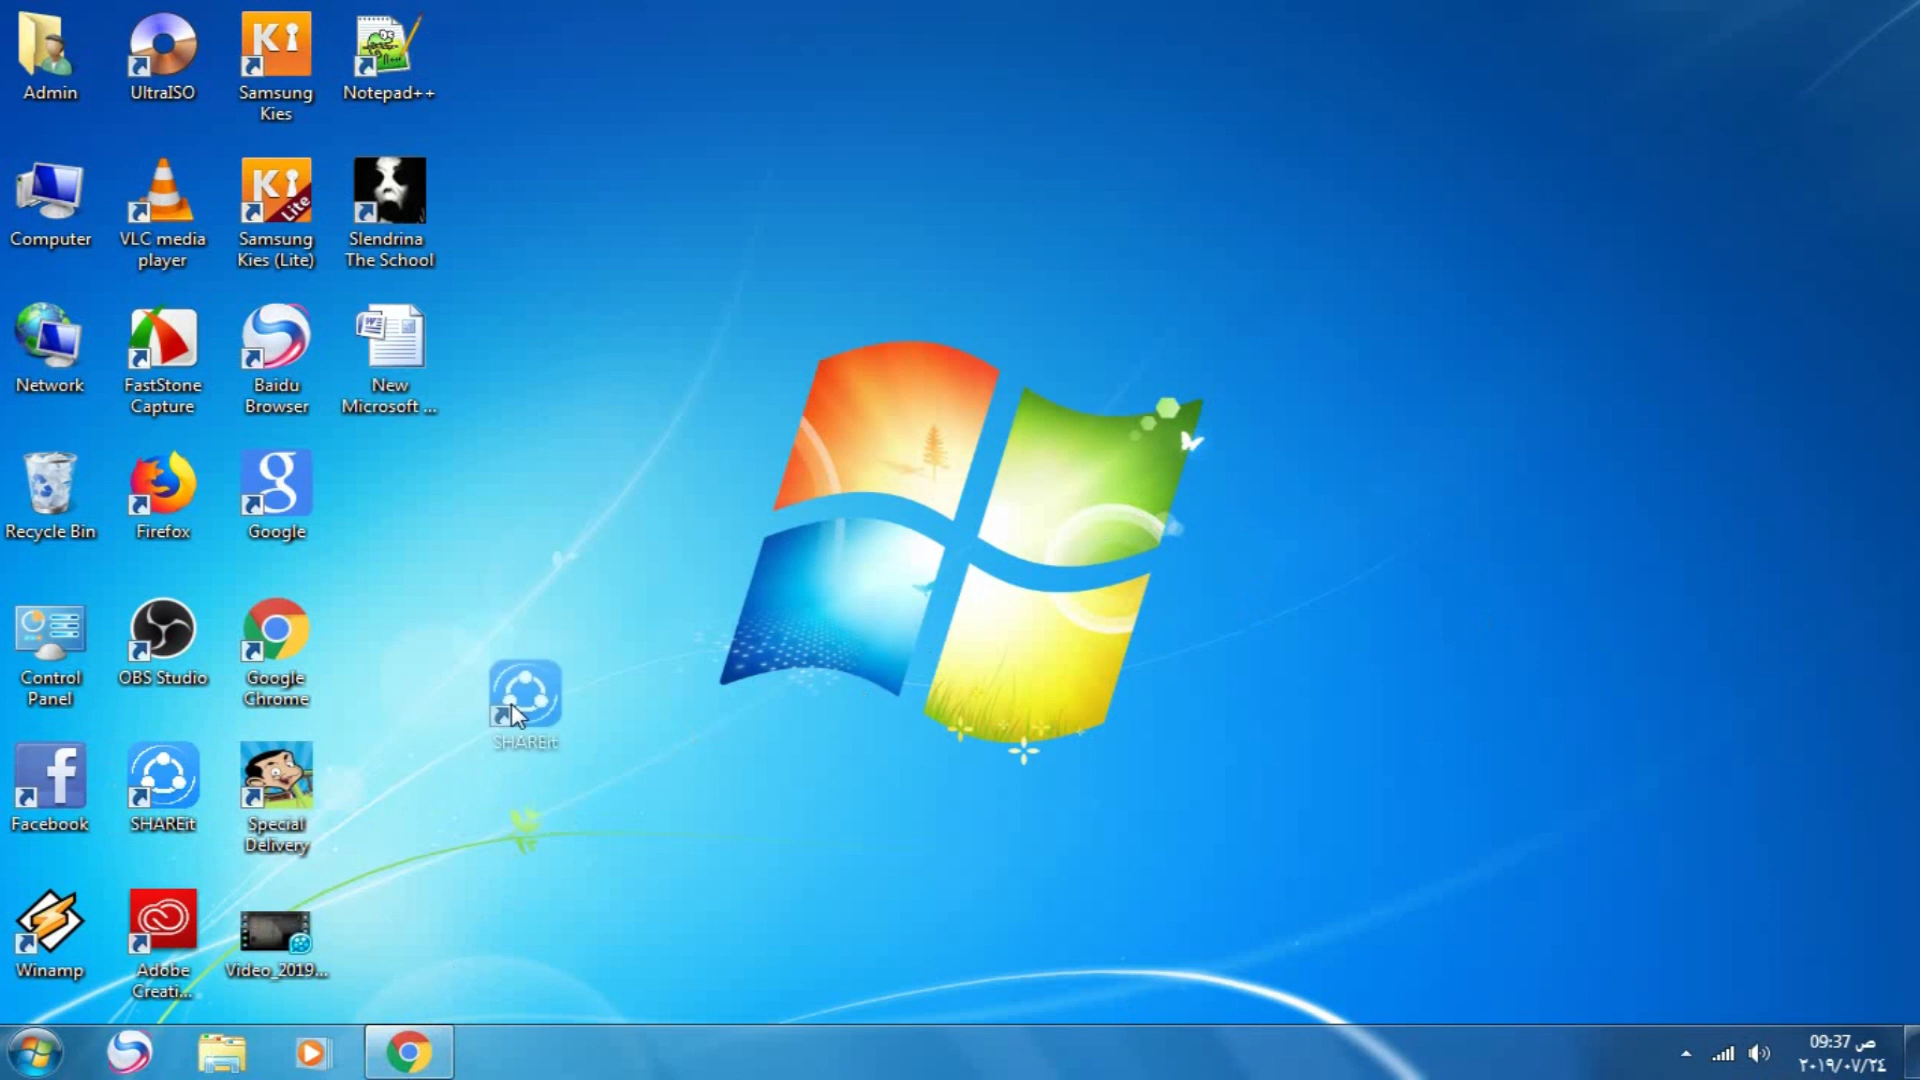 Admin
UltraISO
Samsung
Kies
Notepad++
Computer
VLC media
player
Samsung
Kies (Lite)
Slendrina
The School
Network
FastStone
Capture
Baidu
Browser
New
Microsoft ...
Recycle Bin
Firefox
Google
Control
Panel
OBS Studio
Google
Chrome
SHAREit
Facebook
SHAREit
Special
Delivery
Winamp
Adobe
Creati...
Video_2019...
09:37 ص
٢٠١٩/٠٧/٢٤